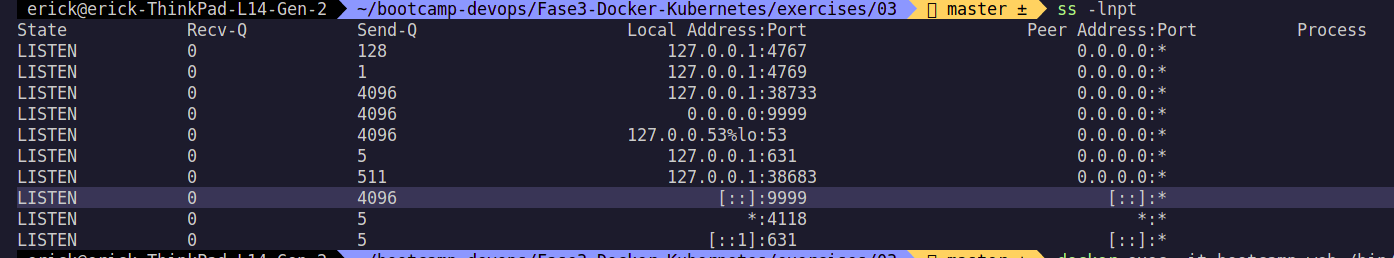 erick@erick-ThinkPad-L14-Gen-2 ~/bootcamp-devops/Fase3-Docker-Kubernetes/exercises/03 master ± ss -lnpt
State Recv-Q Send-Q Local Address:Port Peer Address:Port Process
LISTEN 0 128 127.0.0.1:4767 0.0.0.0:*
LISTEN 0 1 127.0.0.1:4769 0.0.0.0:*
LISTEN 0 4096 127.0.0.1:38733 0.0.0.0:*
LISTEN 0 4096 0.0.0.0:9999 0.0.0.0:*
LISTEN 0 4096 127.0.0.53%lo:53 0.0.0.0:*
LISTEN 0 5 127.0.0.1:631 0.0.0.0:*
LISTEN 0 511 127.0.0.1:38683 0.0.0.0:*
LISTEN 0 4096 [::]:9999 [::]:*
LISTEN 0 5 *:4118 *:*
LISTEN 0 5 [::1]:631 [::]:*
erick@erick-ThinkPad-L14-Gen-2 ~/bootcamp-devops/Fase3-Docker-Kubernetes/exercises/03 master ± docker exec -it bootcamp-web /bin